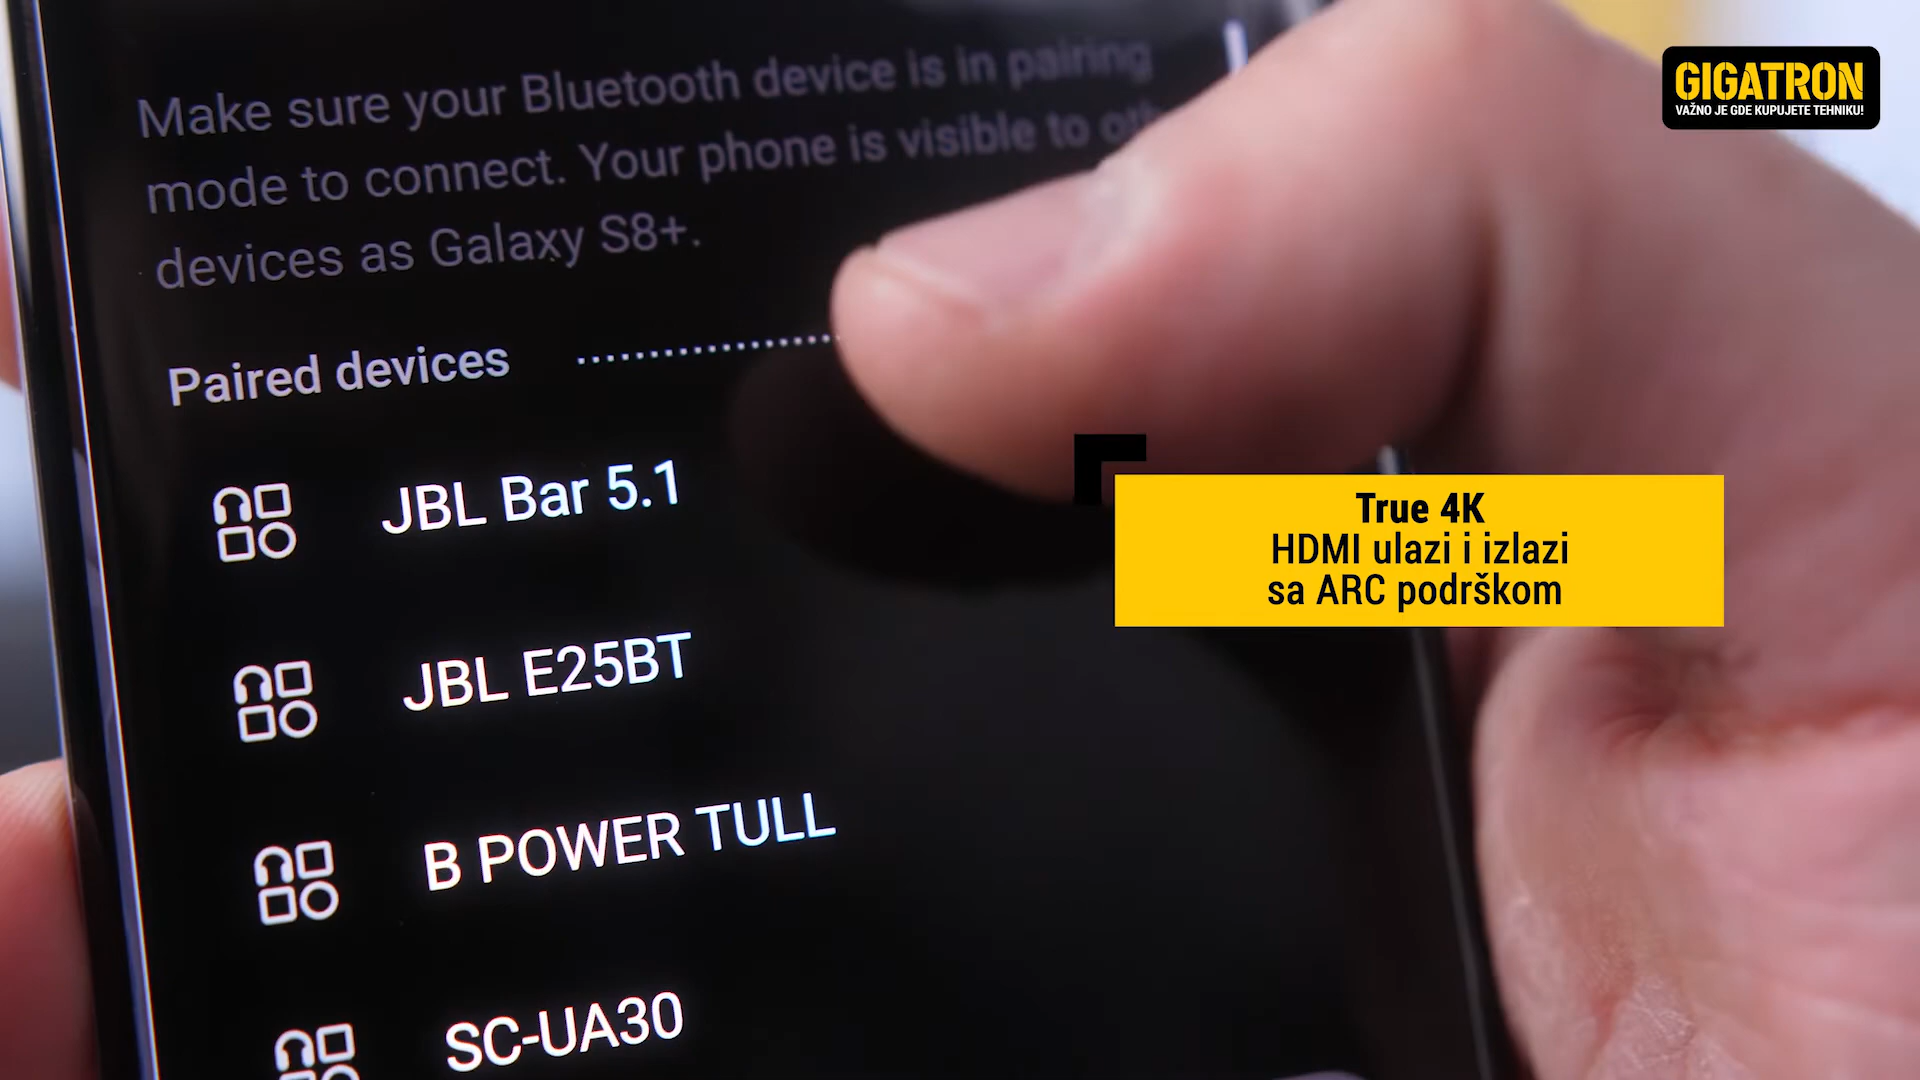 Make sure your Bluetooth device is in pairing
mode to connect. Your phone is visible to
devices as Galaxy S8+.
Paired devices
JBL Bar 5.1
JBL E25BT
B POWER TULL
SC-UA30
GIGATRON
VAŽNO JE GDE KUPUJETE TEHNIKU!
True 4K
HDMI ulazi i izlazi
sa ARC podrškom